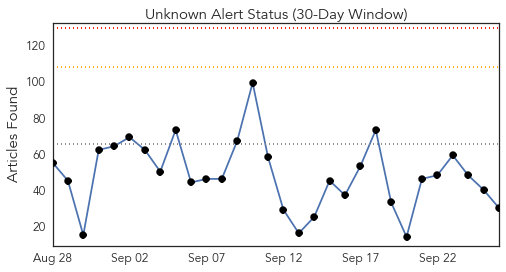 Unknown Alert Status (30-Day Window)
Articles Found
120
100
80
60
40
20
Aug 28
Sep 02
Sep 07
Sep 12
Sep 17
Sep 22